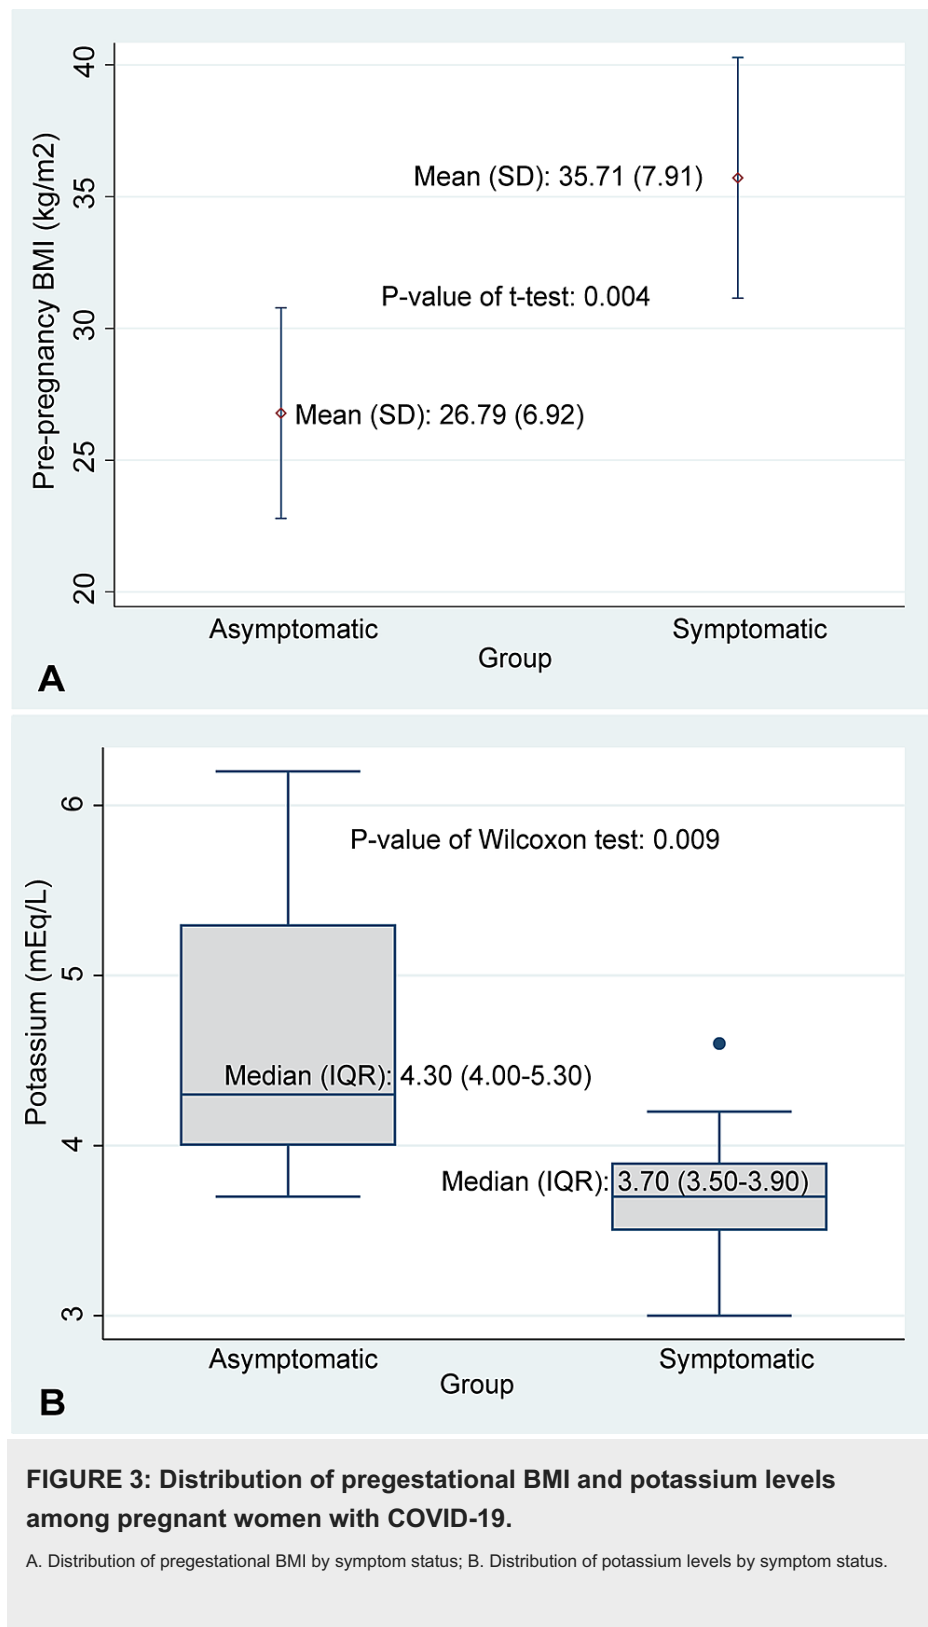 40
35
30
25
20
Pre-pregnancy BMI (kg/m2)
Mean (SD): 35.71 (7.91)
P-value of t-test: 0.004
Mean (SD): 26.79 (6.92)
Asymptomatic
Symptomatic
Group
A
6
5
4
3
Potassium (mEq/L)
P-value of Wilcoxon test: 0.009
Median (IQR): 4.30 (4.00-5.30)
Median (IQR): 3.70 (3.50-3.90)
Asymptomatic
Symptomatic
Group
B
FIGURE 3: Distribution of pregestational BMI and potassium levels
among pregnant women with COVID-19.
A. Distribution of pregestational BMI by symptom status; B. Distribution of potassium levels by symptom status.